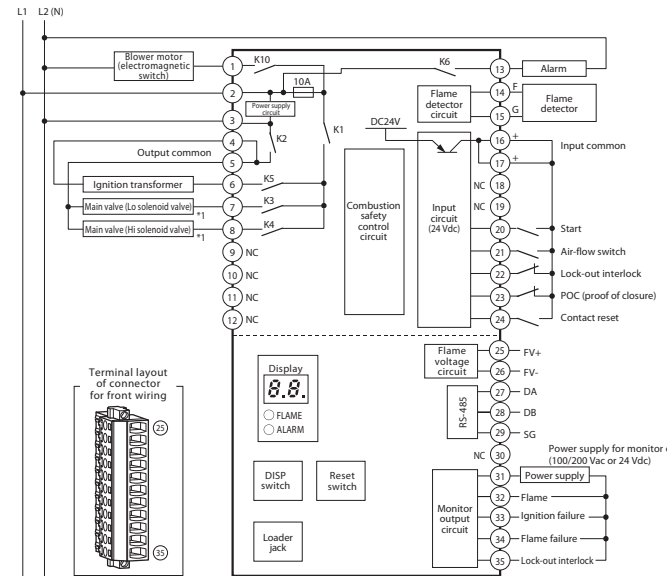 L1 L2 (N)
Blower motor
(electromagnetic
switch)
1
K10
K6
13
Alarm
10A
2
Power supply
circuit
Flame
detector
circuit
14
F
15
G
Flame
detector
3
K2
K1
DC24V
4
Output common
5
16
+
17
+
Input common
Ignition transformer
6
K5
NC
18
Main valve (Lo solenoid valve)
*1
7
K3
NC
19
Main valve (Hi solenoid valve)
*1
8
K4
Combustion
safety
control
circuit
Input
circuit
(24 Vdc)
20
Start
9
NC
21
Air-flow switch
10
NC
22
Lock-out interlock
11
NC
23
POC (proof of closure)
12
NC
24
Contact reset
Terminal layout
of connector
for front wiring
25
35
Display
8.8.
FLAME
ALARM
Flame
voltage
circuit
25
FV+
26
FV-
RS-485
27
DA
28
DB
29
SG
NC
30
Power supply for monitor
(100/200 Vac or 24 Vdc)
DISP
switch
Reset
switch
Loader
jack
Monitor
output
circuit
31
Power supply
32
Flame
33
Ignition failure
34
Flame failure
35
Lock-out interlock